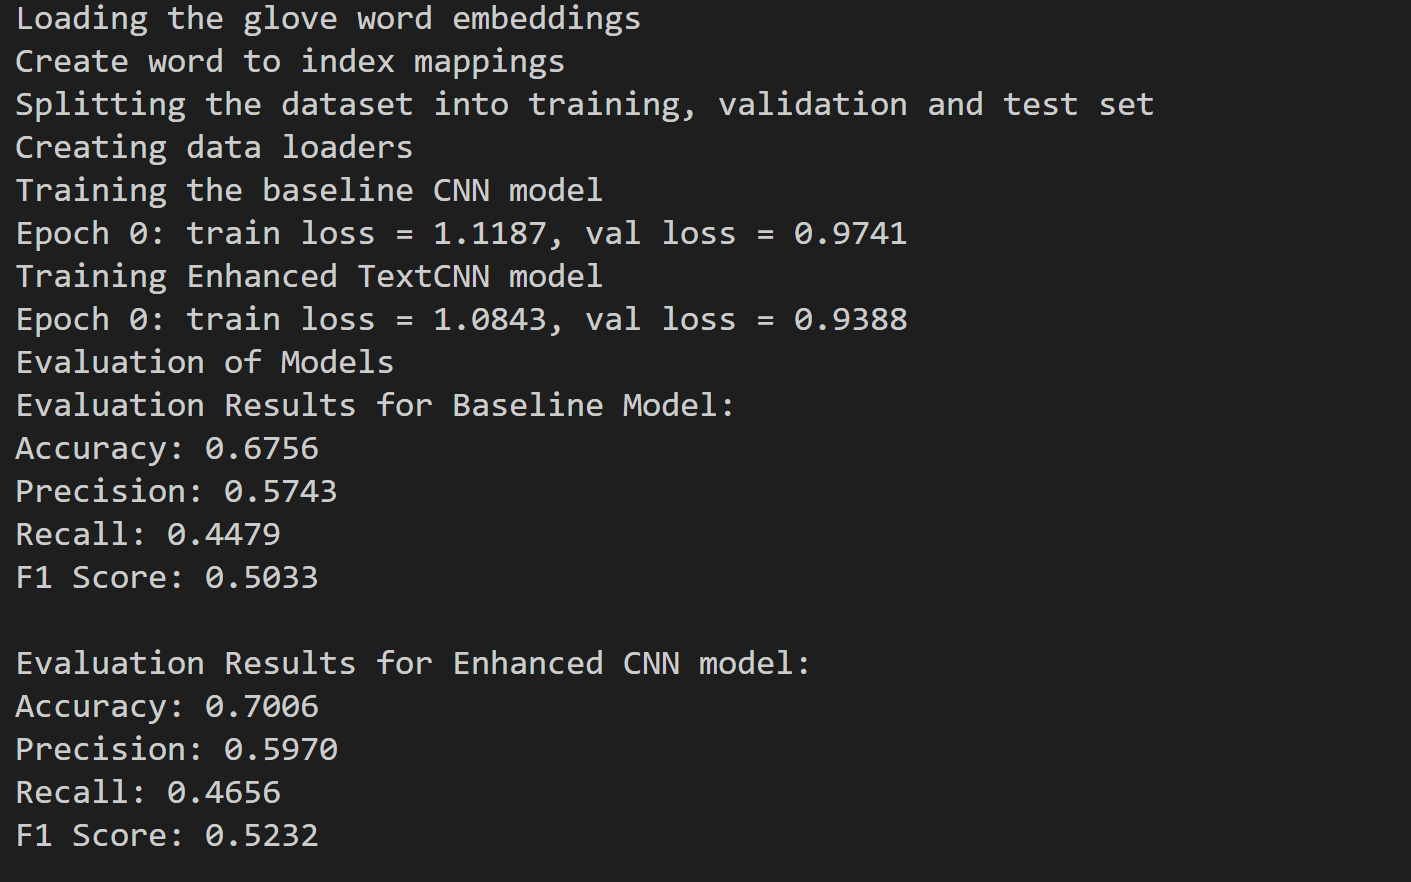 Loading the glove word embeddings
Create word to index mappings
Splitting the dataset into training, validation and test set
Creating data loaders
Training the baseline CNN model
Epoch 0: train loss = 1.1187, val loss = 0.9741
Training Enhanced TextCNN model
Epoch 0: train loss = 1.0843, val loss = 0.9388
Evaluation of Models
Evaluation Results for Baseline Model:
Accuracy: 0.6756
Precision: 0.5743
Recall: 0.4479
F1 Score: 0.5033
Evaluation Results for Enhanced CNN model:
Accuracy: 0.7006
Precision: 0.5970
Recall: 0.4656
F1 Score: 0.5232